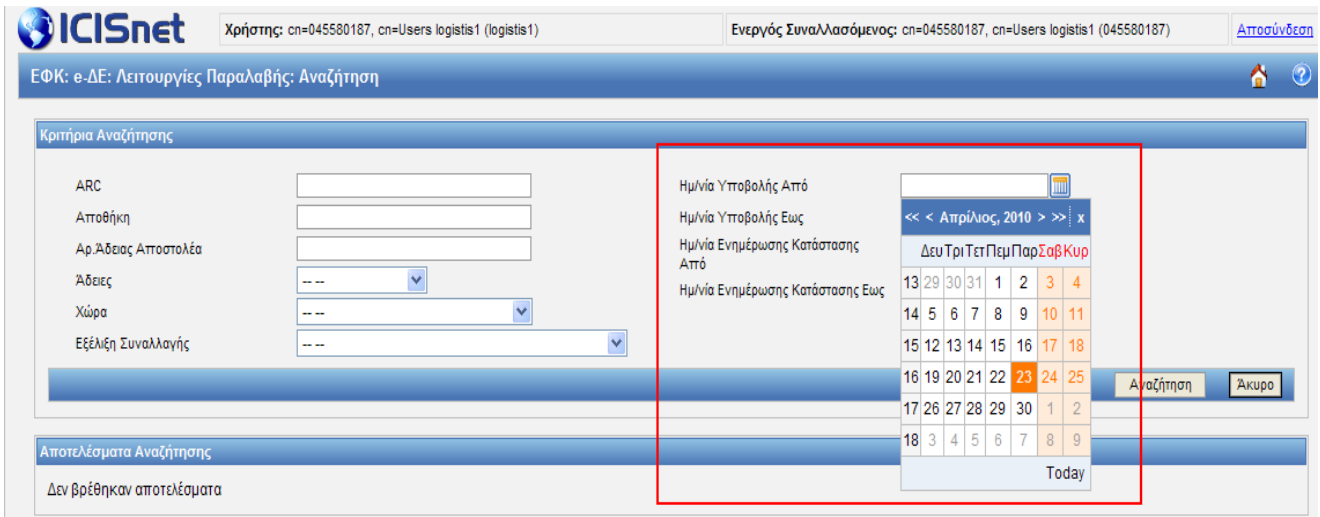 ICISnet Χρήστης: cn=045580187, cn=Users logistis1 (logistis1) Ενεργός Συναλλασόμενος: cn=045580187, cn=Users logistis1 (045580187) Αποσύνδεση
ΕΦΚ: e-ΔΕ: Λειτουργίες Παραλαβής: Αναζήτηση
Κριτήρια Αναζήτησης
ARC
Αποθήκη
Αρ.Άδειας Αποστολέα
Άδειες -- --
Χώρα -- --
Εξέλιξη Συναλλαγής -- --
Ημ/νία Υποβολής Από
Ημ/νία Υποβολής Εως
Ημ/νία Ενημέρωσης Κατάστασης
Από
Ημ/νία Ενημέρωσης Κατάστασης Εως
<< < Απρίλιος, 2010 > >> x
Δευ Τρι Τετ Πεμ Παρ Σαβ Κυρ
13 29 30 31 1 2 3 4
14 5 6 7 8 9 10 11
15 12 13 14 15 16 17 18
16 19 20 21 22 23 24 25
17 26 27 28 29 30 1 2
18 3 4 5 6 7 8 9
Today
Αναζήτηση Άκυρο
Αποτελέσματα Αναζήτησης
Δεν βρέθηκαν αποτελέσματα